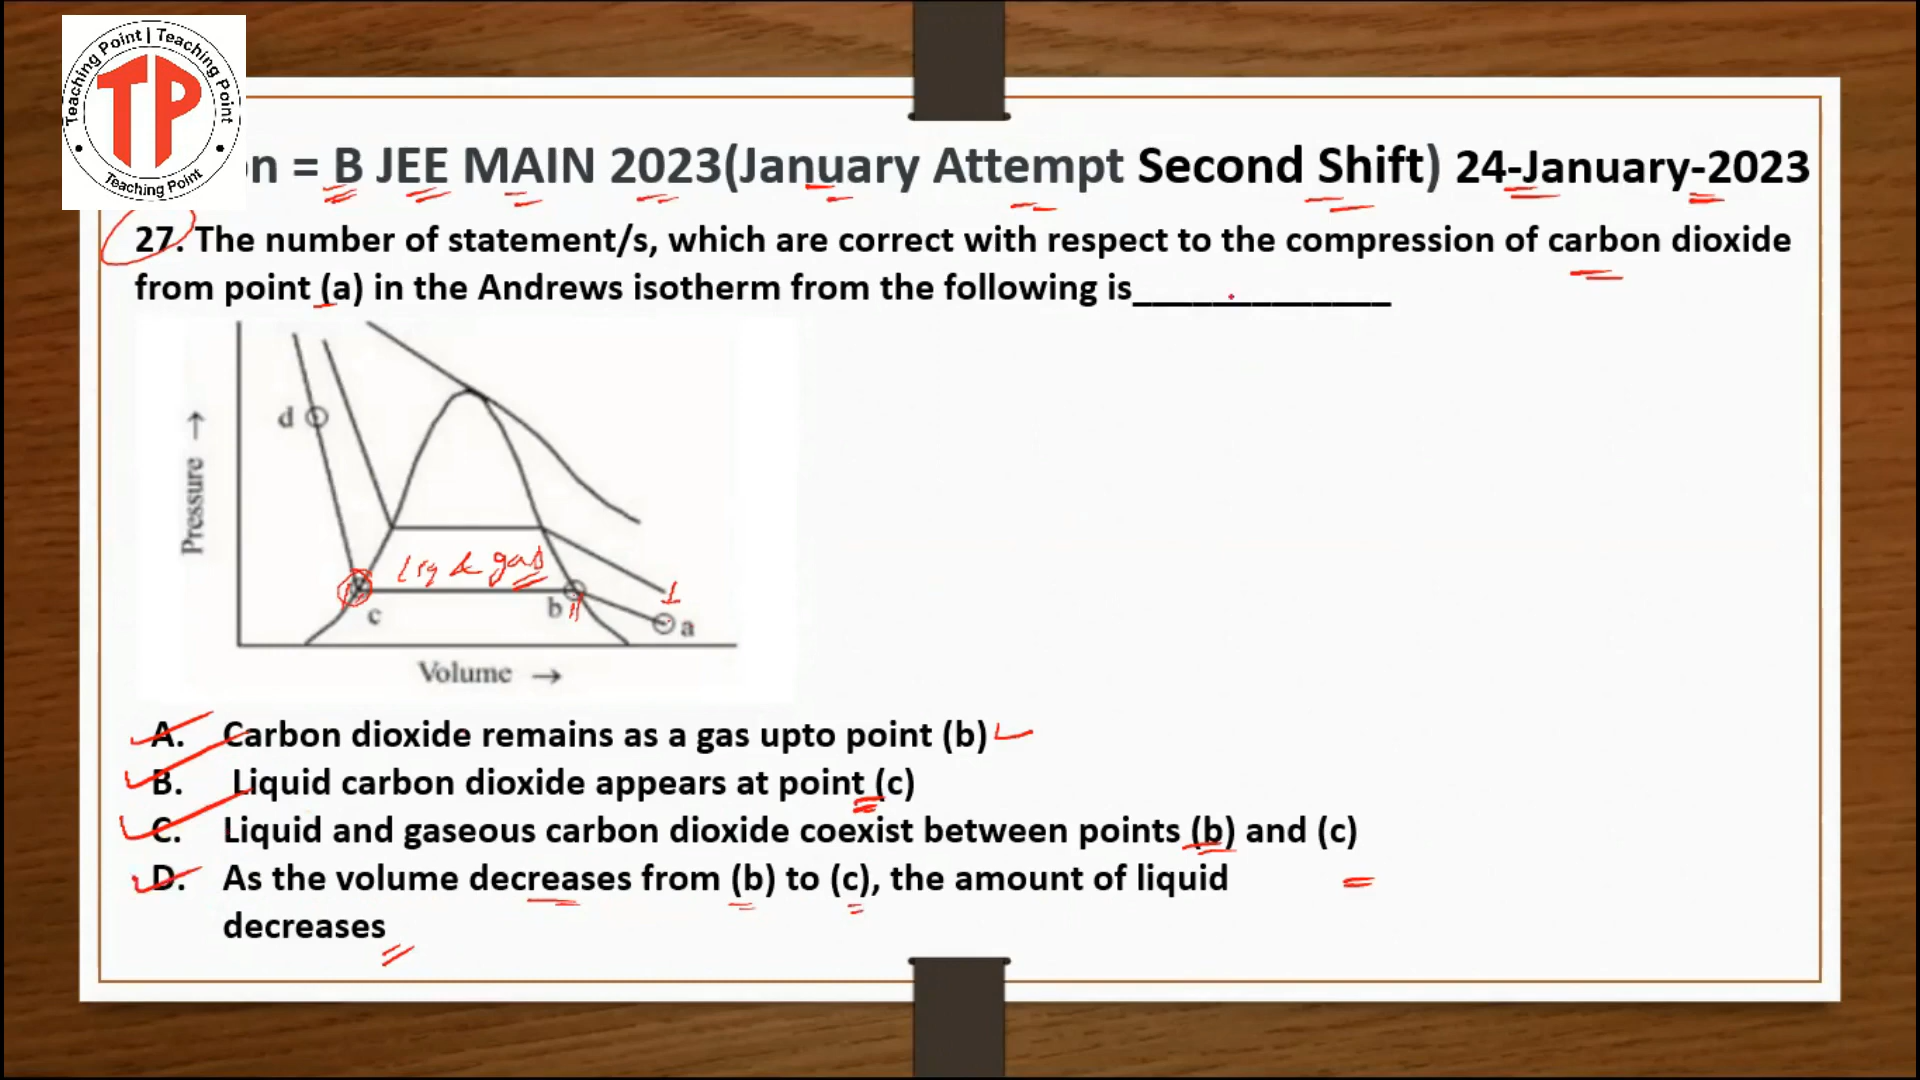 Teaching Point | Teaching Point
TP
Teaching Point
n = B JEE MAIN 2023(January Attempt Second Shift) 24-January-2023
27. The number of statement/s, which are correct with respect to the compression of carbon dioxide
from point (a) in the Andrews isotherm from the following is_____________
Pressure →
d
liq & gas
c
b
a
Volume →
A. Carbon dioxide remains as a gas upto point (b)
B. Liquid carbon dioxide appears at point (c)
C. Liquid and gaseous carbon dioxide coexist between points (b) and (c)
D. As the volume decreases from (b) to (c), the amount of liquid
decreases